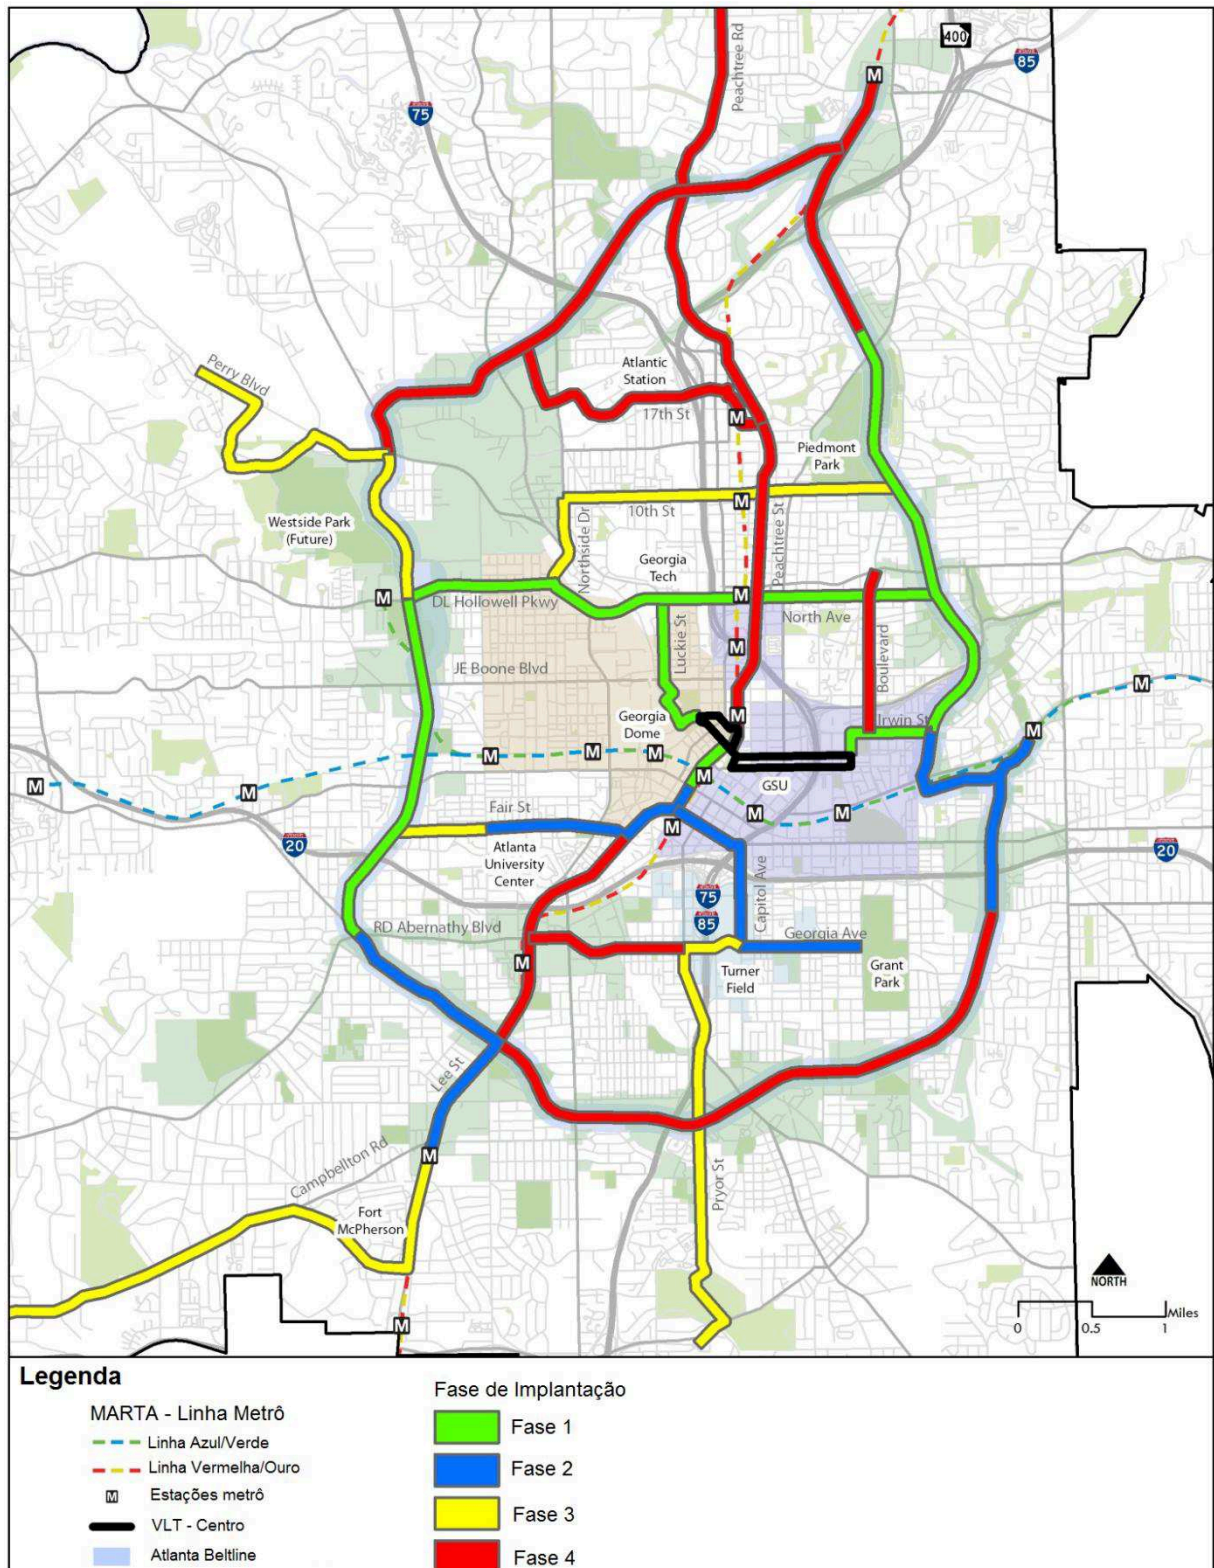 Peachtree Rd
400
85
M
75
Perry Blvd
Atlantic
Station
17th St
M
Piedmont
Park
Westside Park
(Future)
M
10th St
Northside Dr
Peachtree St
Georgia
Tech
M
M
DL Hollowell Pkwy
North Ave
Luckie St
M
JE Boone Blvd
Boulevard
M
Georgia
Dome
M
Irwin St
M
M
M
M
M
M
M
GSU
M
M
Fair St
M
20
Atlanta
University
Center
20
75
85
Capitol Ave
RD Abernathy Blvd
Georgia Ave
M
Turner
Field
Grant
Park
Lee St
M
Campbellton Rd
Pryor St
Fort
McPherson
NORTH
M
Miles
0 0.5 1
Legenda
MARTA - Linha Metrô
Linha Azul/Verde
Linha Vermelha/Ouro
M Estações metrô
VLT - Centro
Atlanta Beltline
Fase de Implantação
Fase 1
Fase 2
Fase 3
Fase 4